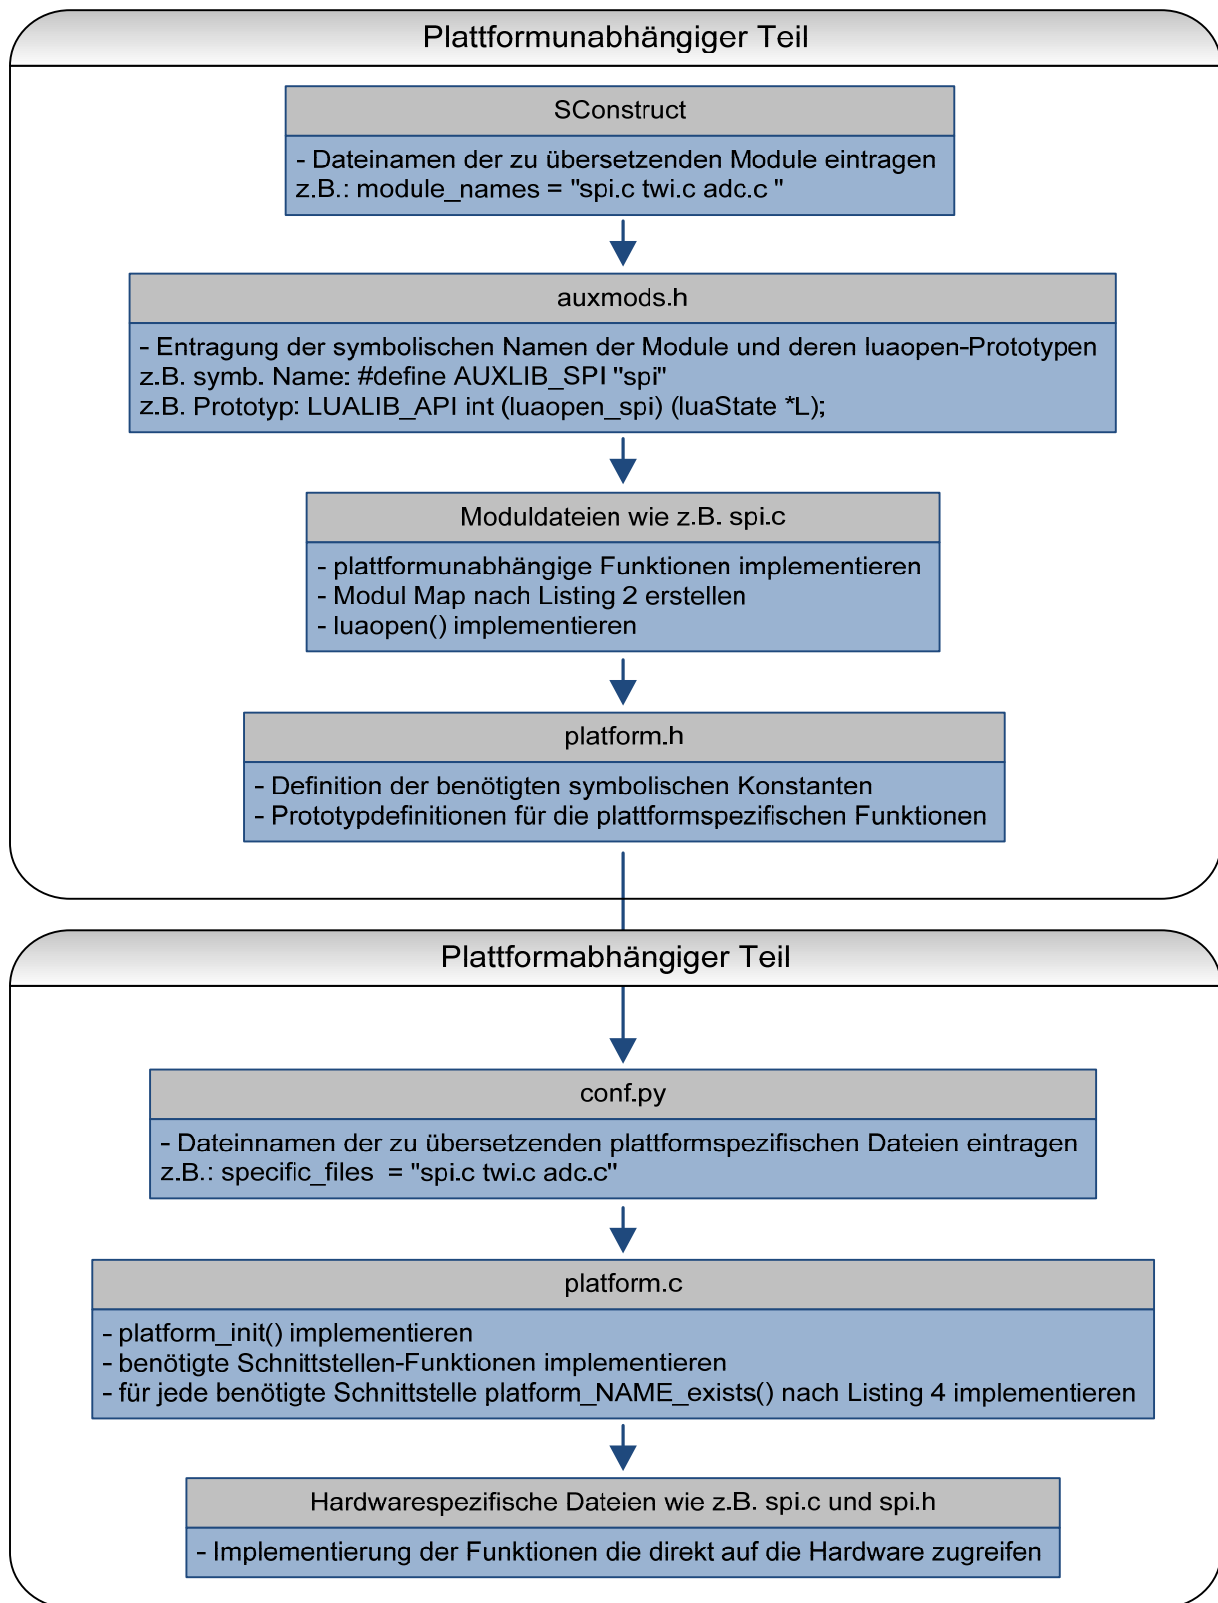 Plattformunabhängiger Teil
SConstruct
- Dateinamen der zu übersetzenden Module eintragen
z.B.: module_names = "spi.c twi.c adc.c "
auxmods.h
- Entragung der symbolischen Namen der Module und deren luaopen-Prototypen
z.B. symb. Name: #define AUXLIB_SPI "spi"
z.B. Prototyp: LUALIB_API int (luaopen_spi) (luaState *L);
Moduldateien wie z.B. spi.c
- plattformunabhängige Funktionen implementieren
- Modul Map nach Listing 2 erstellen
- luaopen() implementieren
platform.h
- Definition der benötigten symbolischen Konstanten
- Prototypdefinitionen für die plattformspezifischen Funktionen
Plattformabhängiger Teil
conf.py
- Dateinnamen der zu übersetzenden plattformspezifischen Dateien eintragen
z.B.: specific_files  = "spi.c twi.c adc.c"
platform.c
- platform_init() implementieren
- benötigte Schnittstellen-Funktionen implementieren
- für jede benötigte Schnittstelle platform_NAME_exists() nach Listing 4 implementieren
Hardwarespezifische Dateien wie z.B. spi.c und spi.h
- Implementierung der Funktionen die direkt auf die Hardware zugreifen